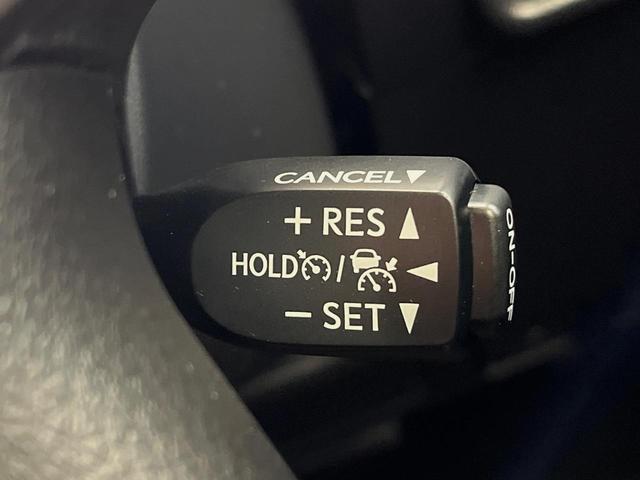 CANCEL▼
+ RES ▲
HOLD / ◀
− SET ▼
ON-OFF